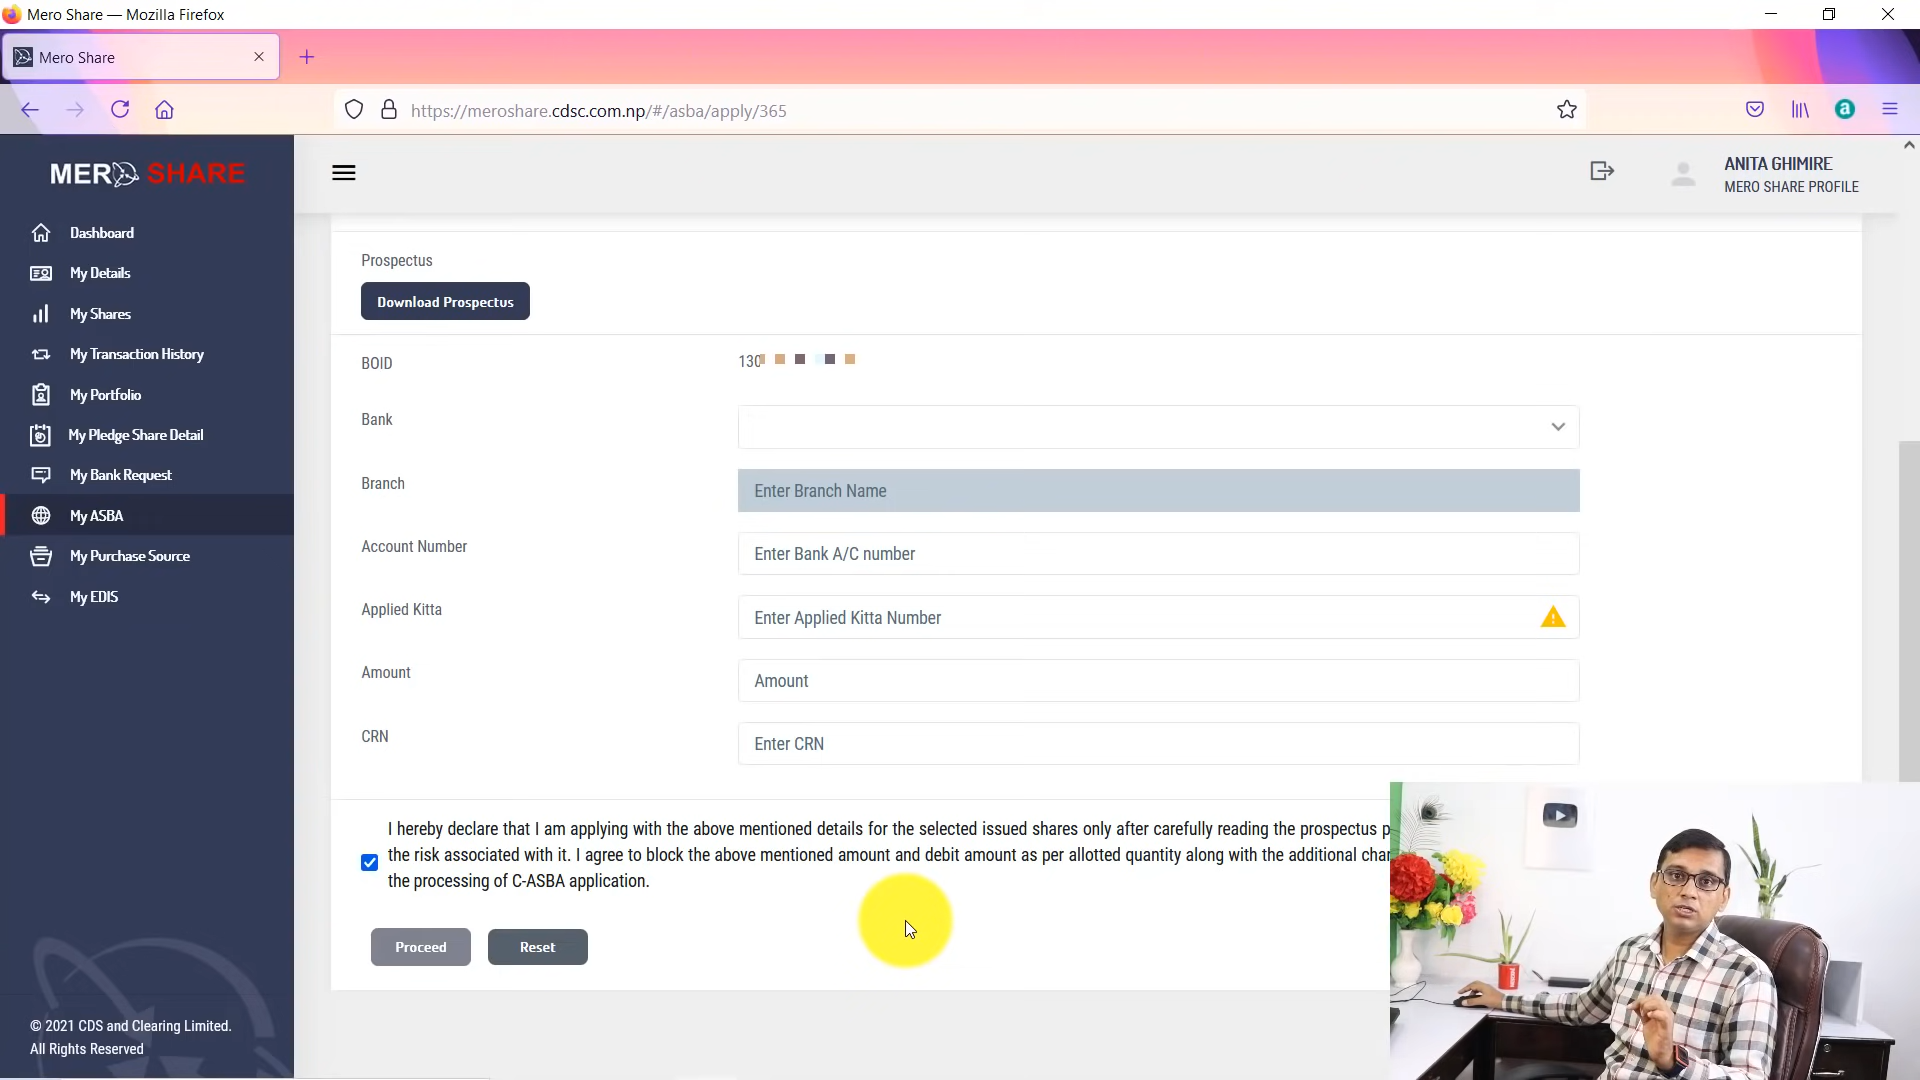 Mero Share — Mozilla Firefox
Mero Share
https://meroshare.cdsc.com.np/#/asba/apply/365
MERO SHARE
ANITA GHIMIRE
MERO SHARE PROFILE
Dashboard
My Details
My Shares
My Transaction History
My Portfolio
My Pledge Share Detail
My Bank Request
My ASBA
My Purchase Source
My EDIS
© 2021 CDS and Clearing Limited.
All Rights Reserved
Prospectus
Download Prospectus
BOID 130
Bank
Branch Enter Branch Name
Account Number Enter Bank A/C number
Applied Kitta Enter Applied Kitta Number
Amount Amount
CRN Enter CRN
I hereby declare that I am applying with the above mentioned details for the selected issued shares only after carefully reading the prospectus p
the risk associated with it. I agree to block the above mentioned amount and debit amount as per allotted quantity along with the additional char
the processing of C-ASBA application.
Proceed Reset